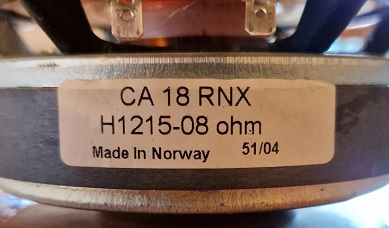 CA 18 RNX
H1215-08 ohm
Made In Norway 51/04